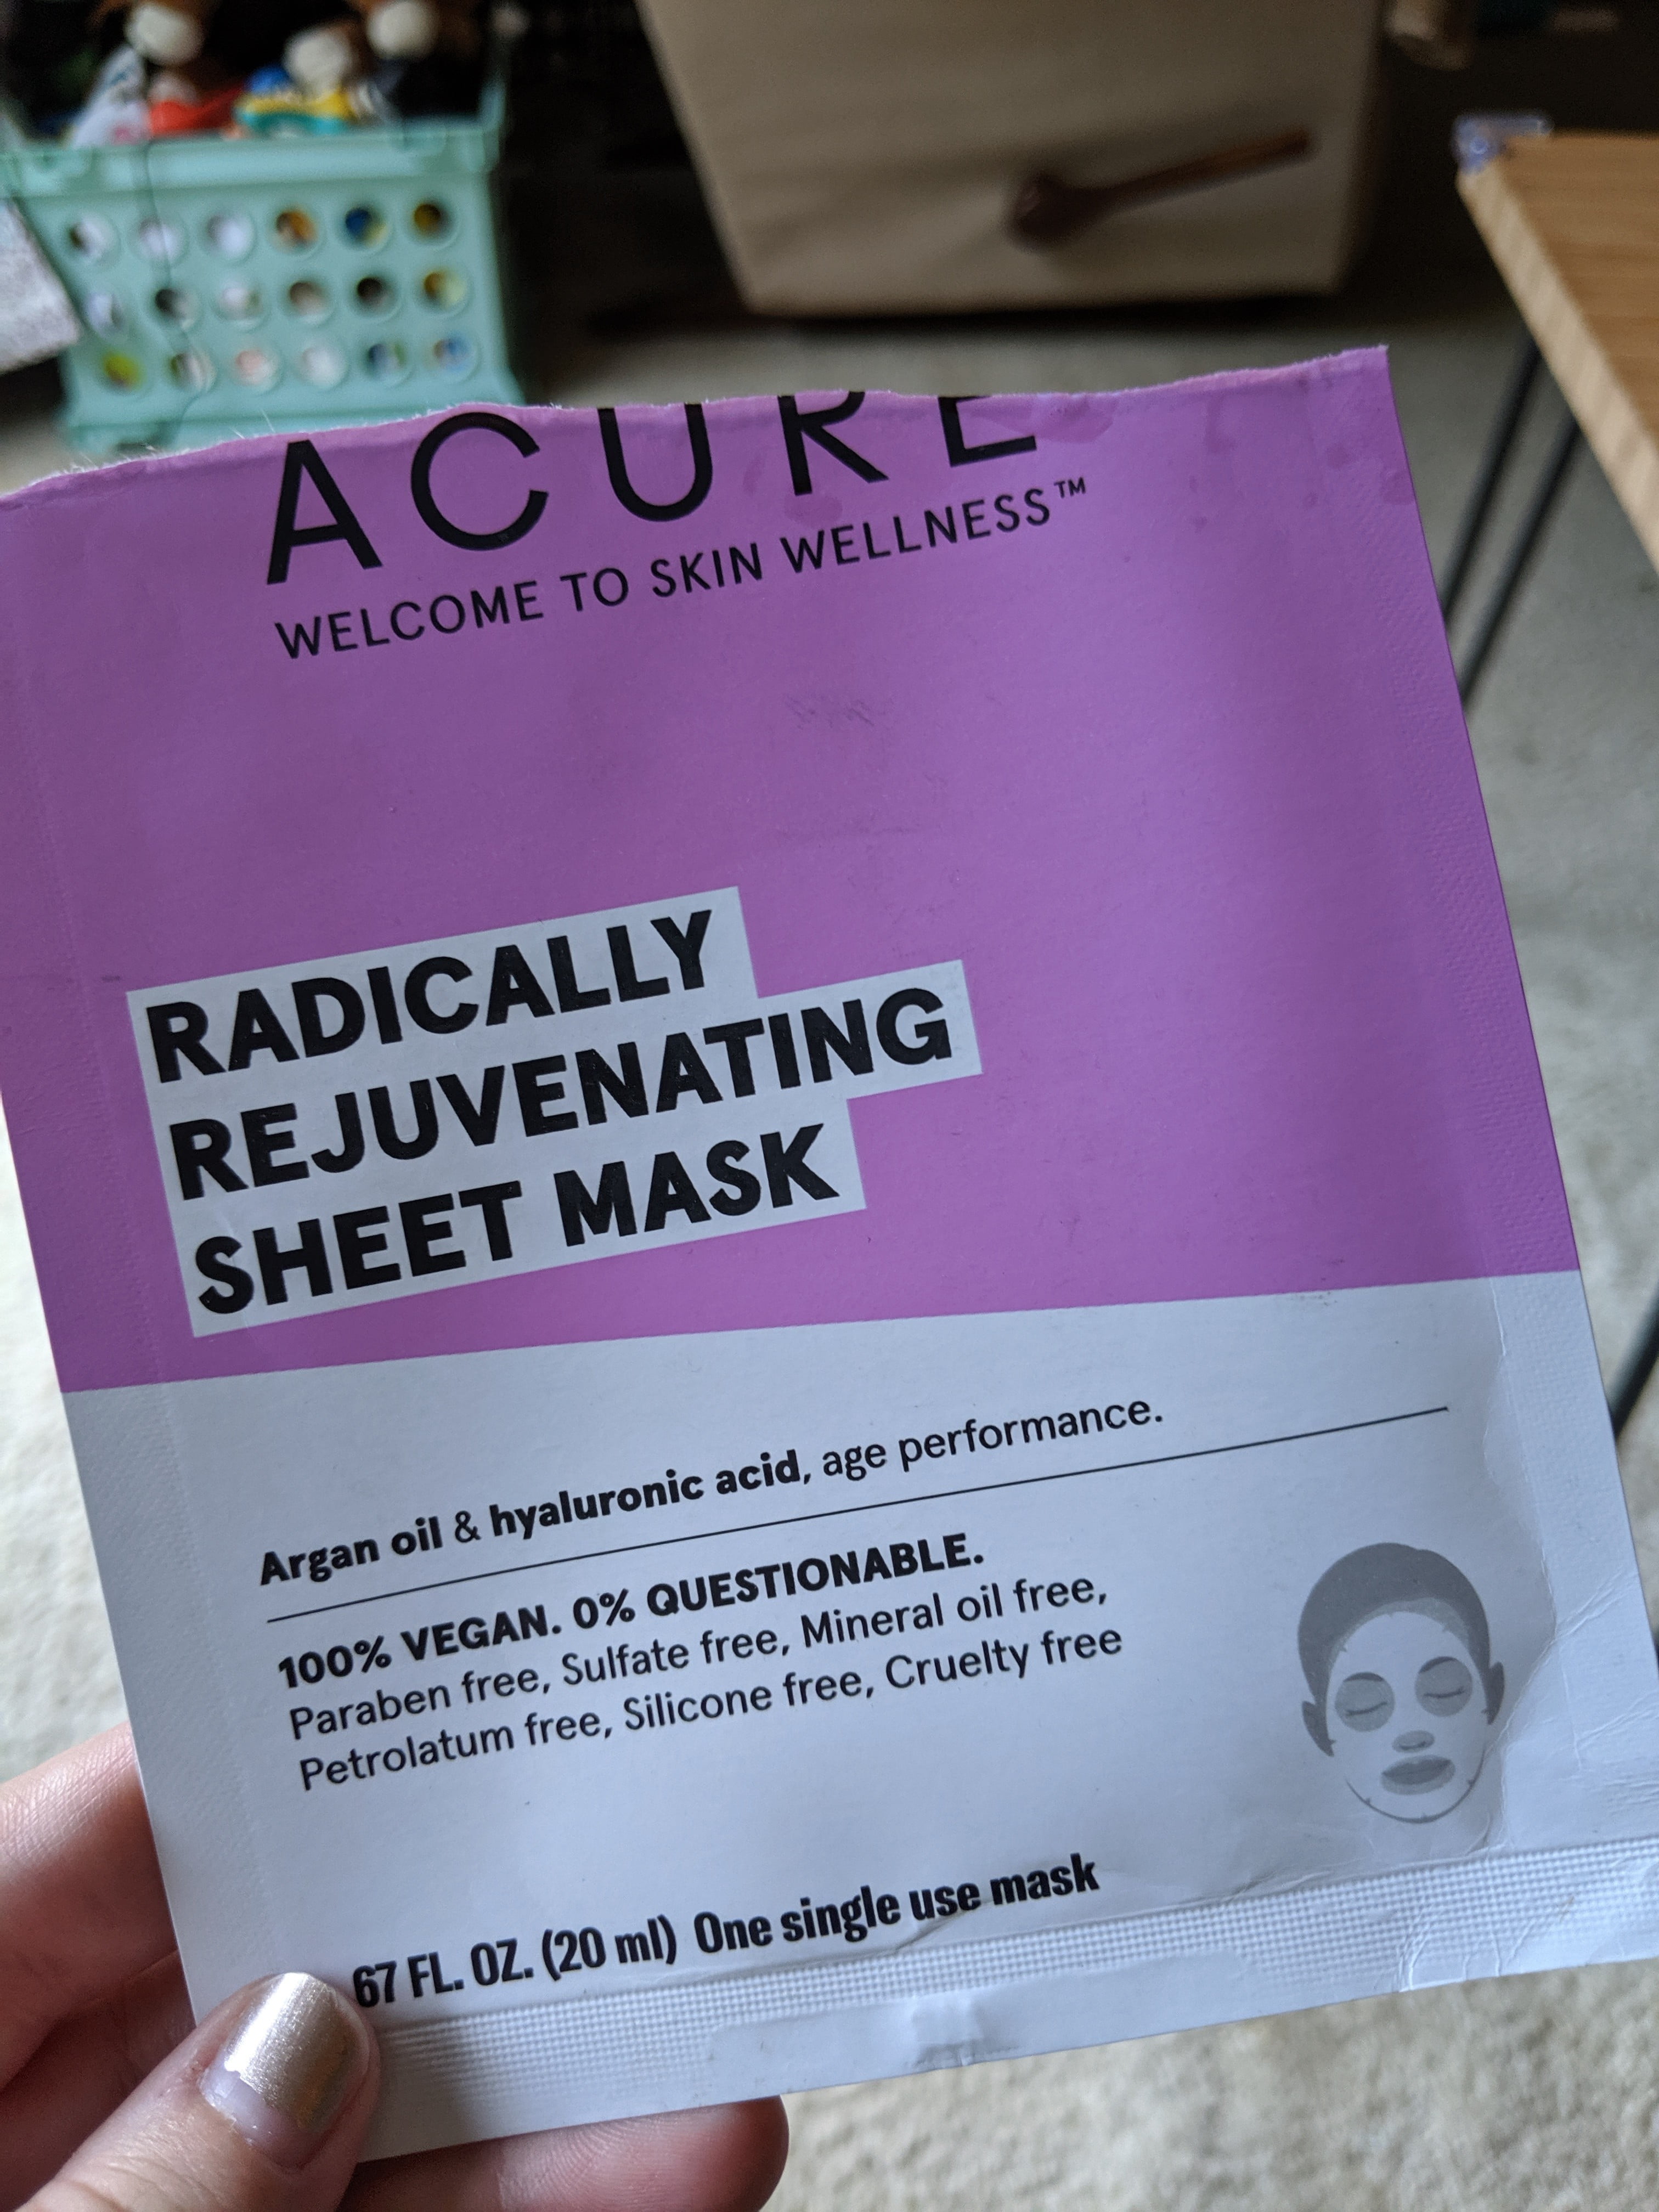 ACURE
WELCOME TO SKIN WELLNESS™
RADICALLY
REJUVENATING
SHEET MASK
Argan oil & hyaluronic acid, age performance.
100% VEGAN. 0% QUESTIONABLE.
Paraben free, Sulfate free, Mineral oil free,
Petrolatum free, Silicone free, Cruelty free
67 FL. OZ. (20 ml) One single use mask